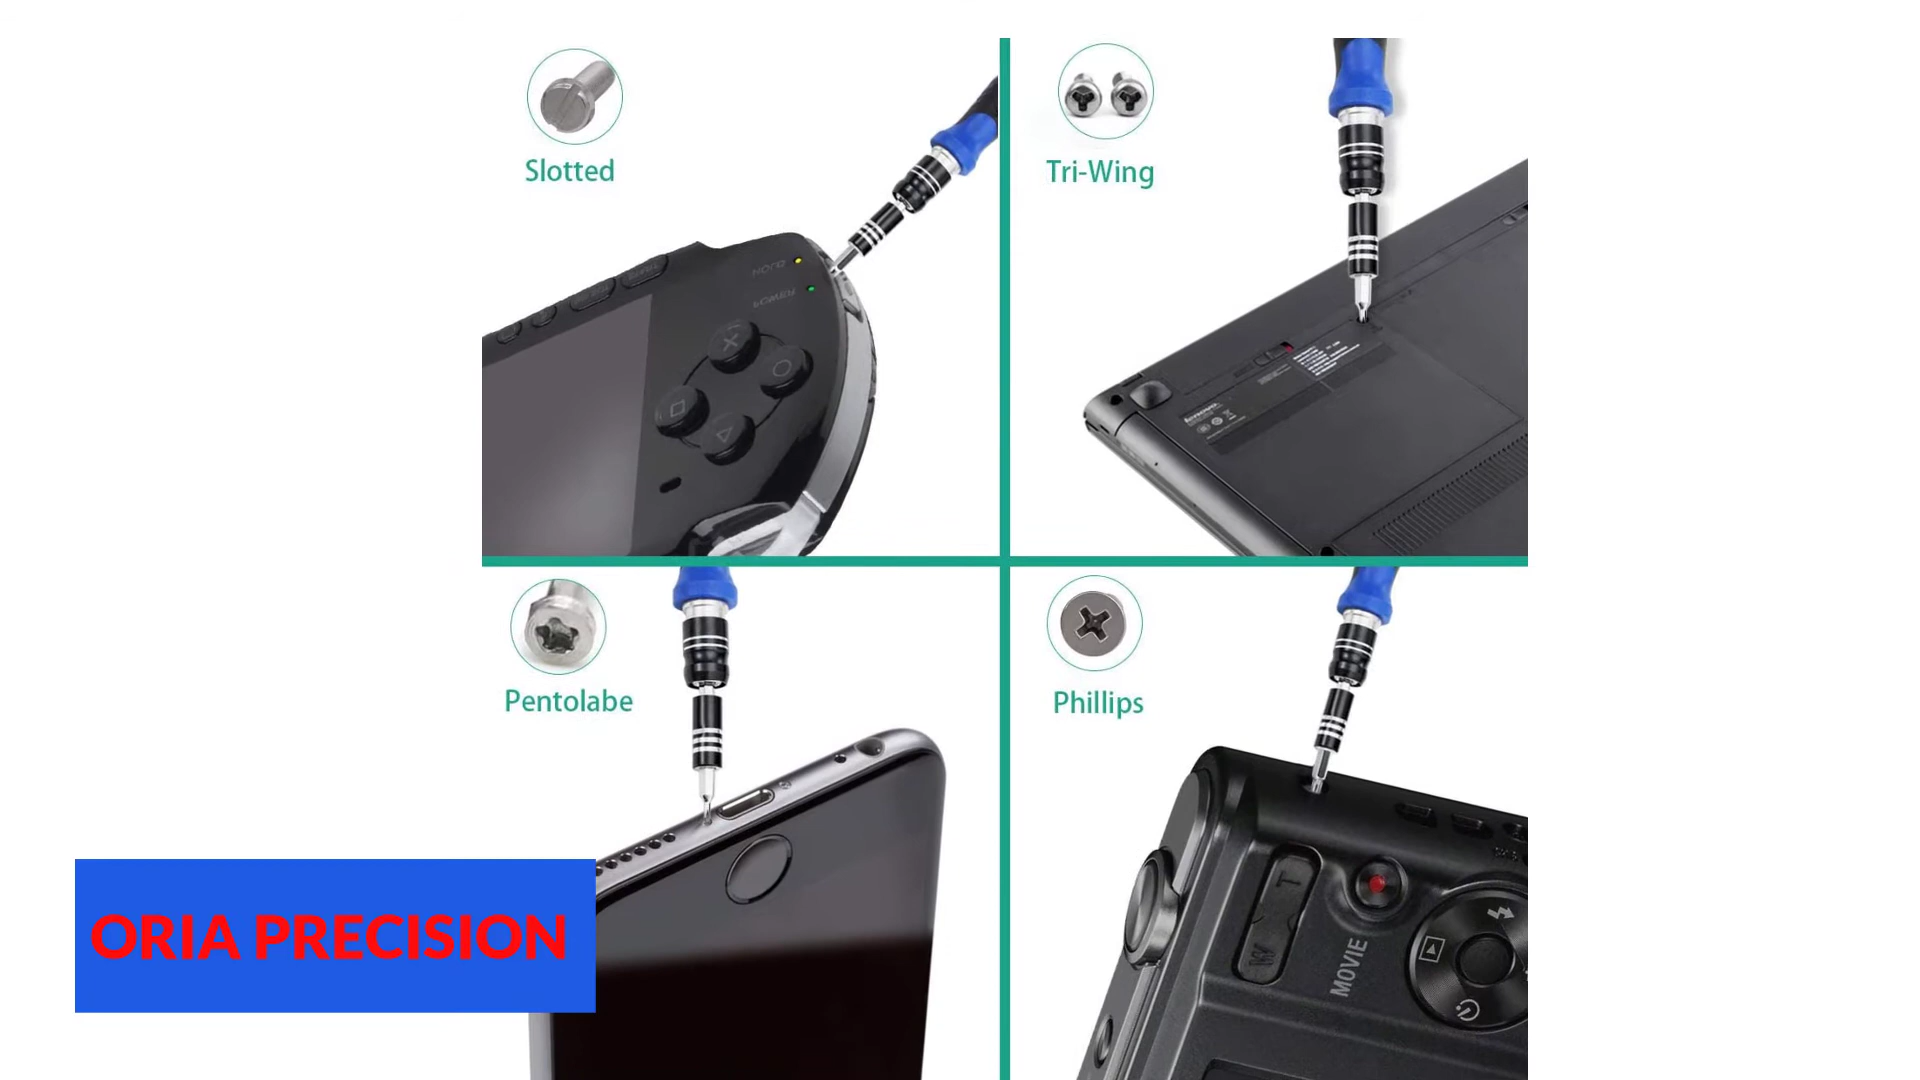 Slotted
Tri-Wing
HOLD
POWER
Pentolabe
Phillips
T
W
MOVIE
ORIA PRECISION